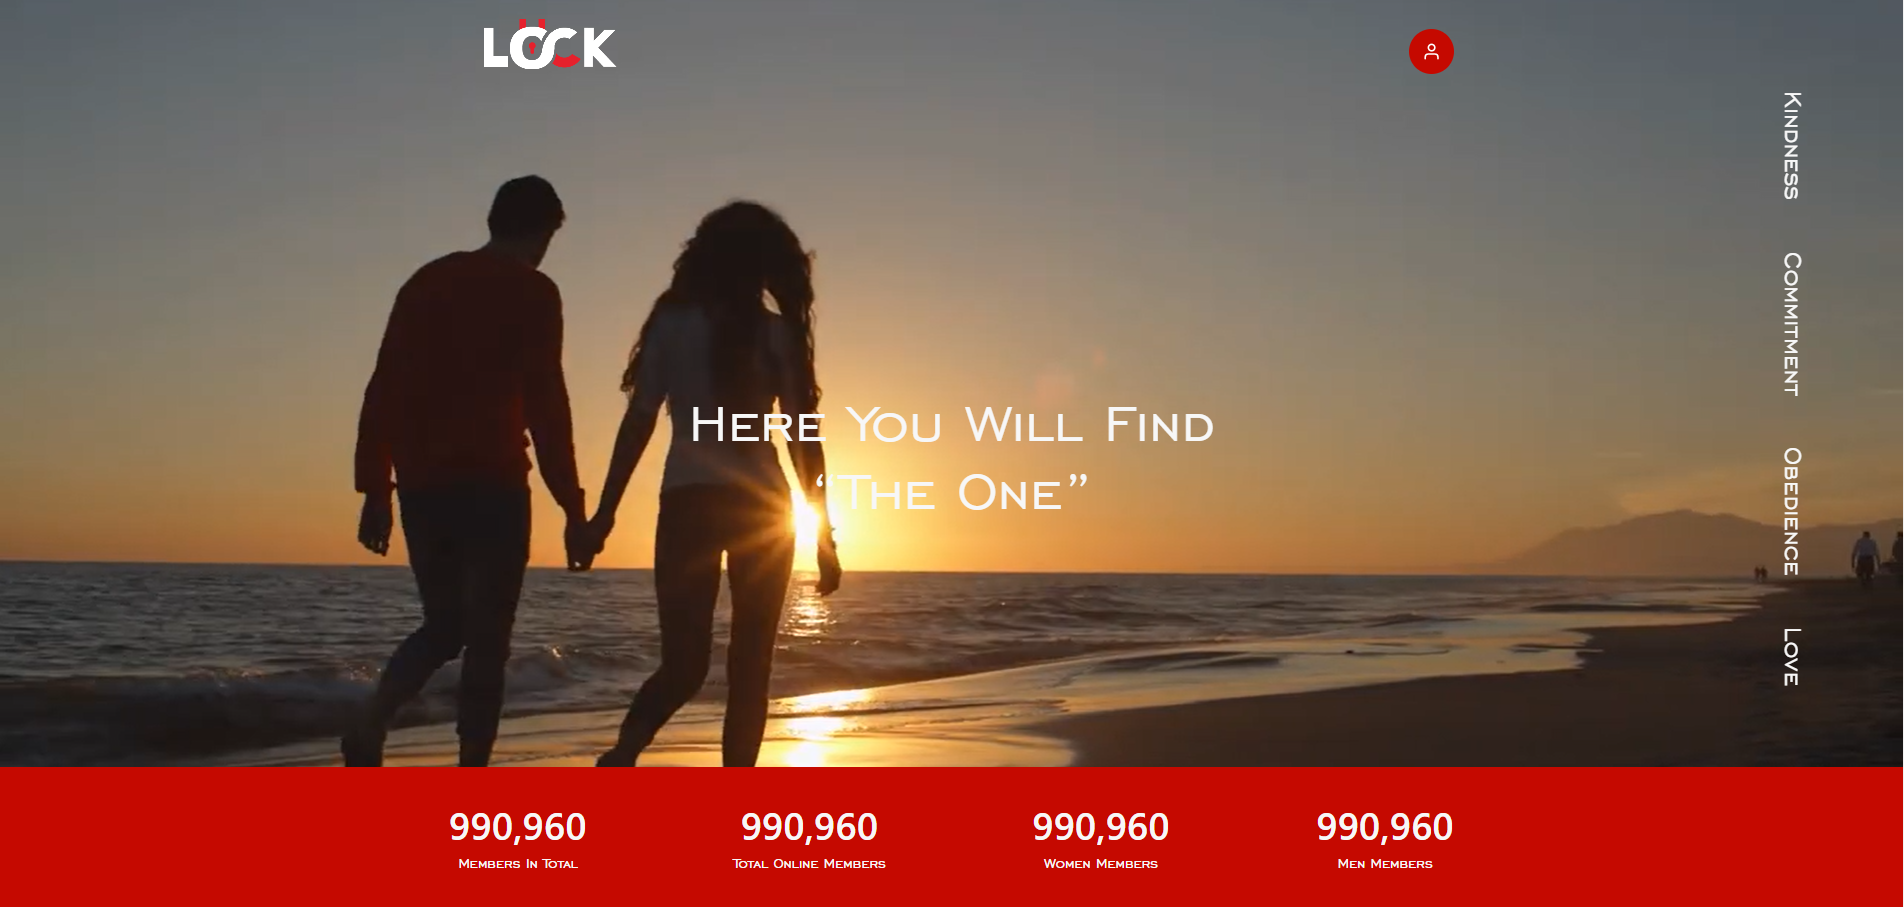 LOCK
Kindness
Commitment
Obedience
Love
Here You Will Find
“The One”
990,960
Members In Total
990,960
Total Online Members
990,960
Women Members
990,960
Men Members